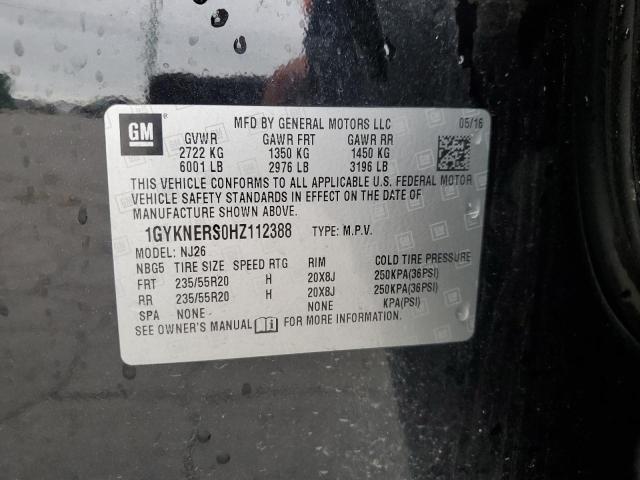 GM
MFD BY GENERAL MOTORS LLC 05/16
GVWR GAWR FRT GAWR RR
2722 KG 1350 KG 1450 KG
6001 LB 2976 LB 3196 LB
THIS VEHICLE CONFORMS TO ALL APPLICABLE U.S. FEDERAL MOTOR
VEHICLE SAFETY STANDARDS IN EFFECT ON THE DATE OF
MANUFACTURE SHOWN ABOVE.
1GYKNERS0HZ112388 TYPE: M.P.V.
MODEL: NJ26
NBG5 TIRE SIZE SPEED RTG RIM COLD TIRE PRESSURE
FRT 235/55R20 H 20X8J 250KPA(36PSI)
RR 235/55R20 H 20X8J 250KPA(36PSI)
SPA NONE NONE KPA(PSI)
SEE OWNER'S MANUAL FOR MORE INFORMATION.